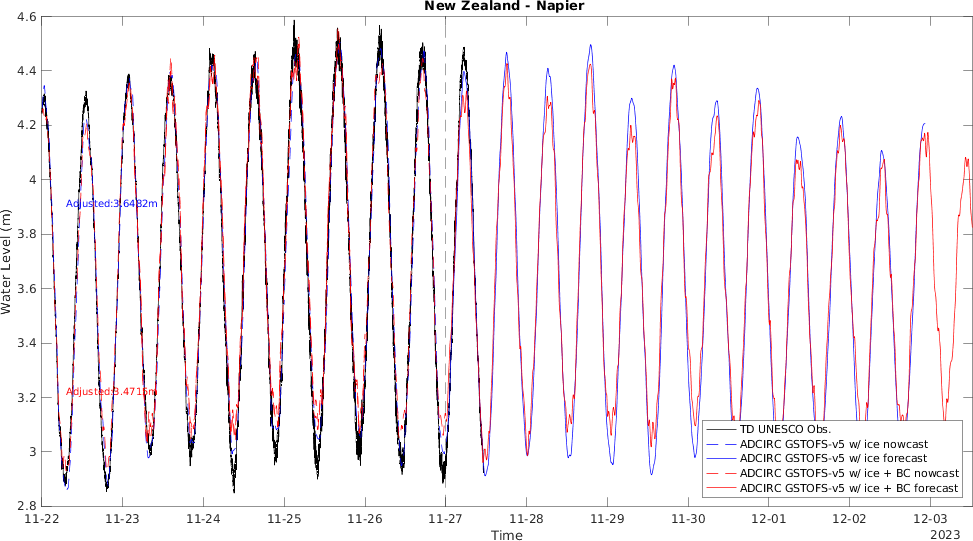 New Zealand - Napier
Water Level (m)
4.6
4.4
4.2
4
3.8
3.6
3.4
3.2
3
2.8
Adjusted:3.6482m
Adjusted:3.4715m
TD UNESCO Obs.
ADCIRC GSTOFS-v5 w/ ice nowcast
ADCIRC GSTOFS-v5 w/ ice forecast
ADCIRC GSTOFS-v5 w/ ice + BC nowcast
ADCIRC GSTOFS-v5 w/ ice + BC forecast
11-22 11-23 11-24 11-25 11-26 11-27 11-28 11-29 11-30 12-01 12-02 12-03
Time
2023